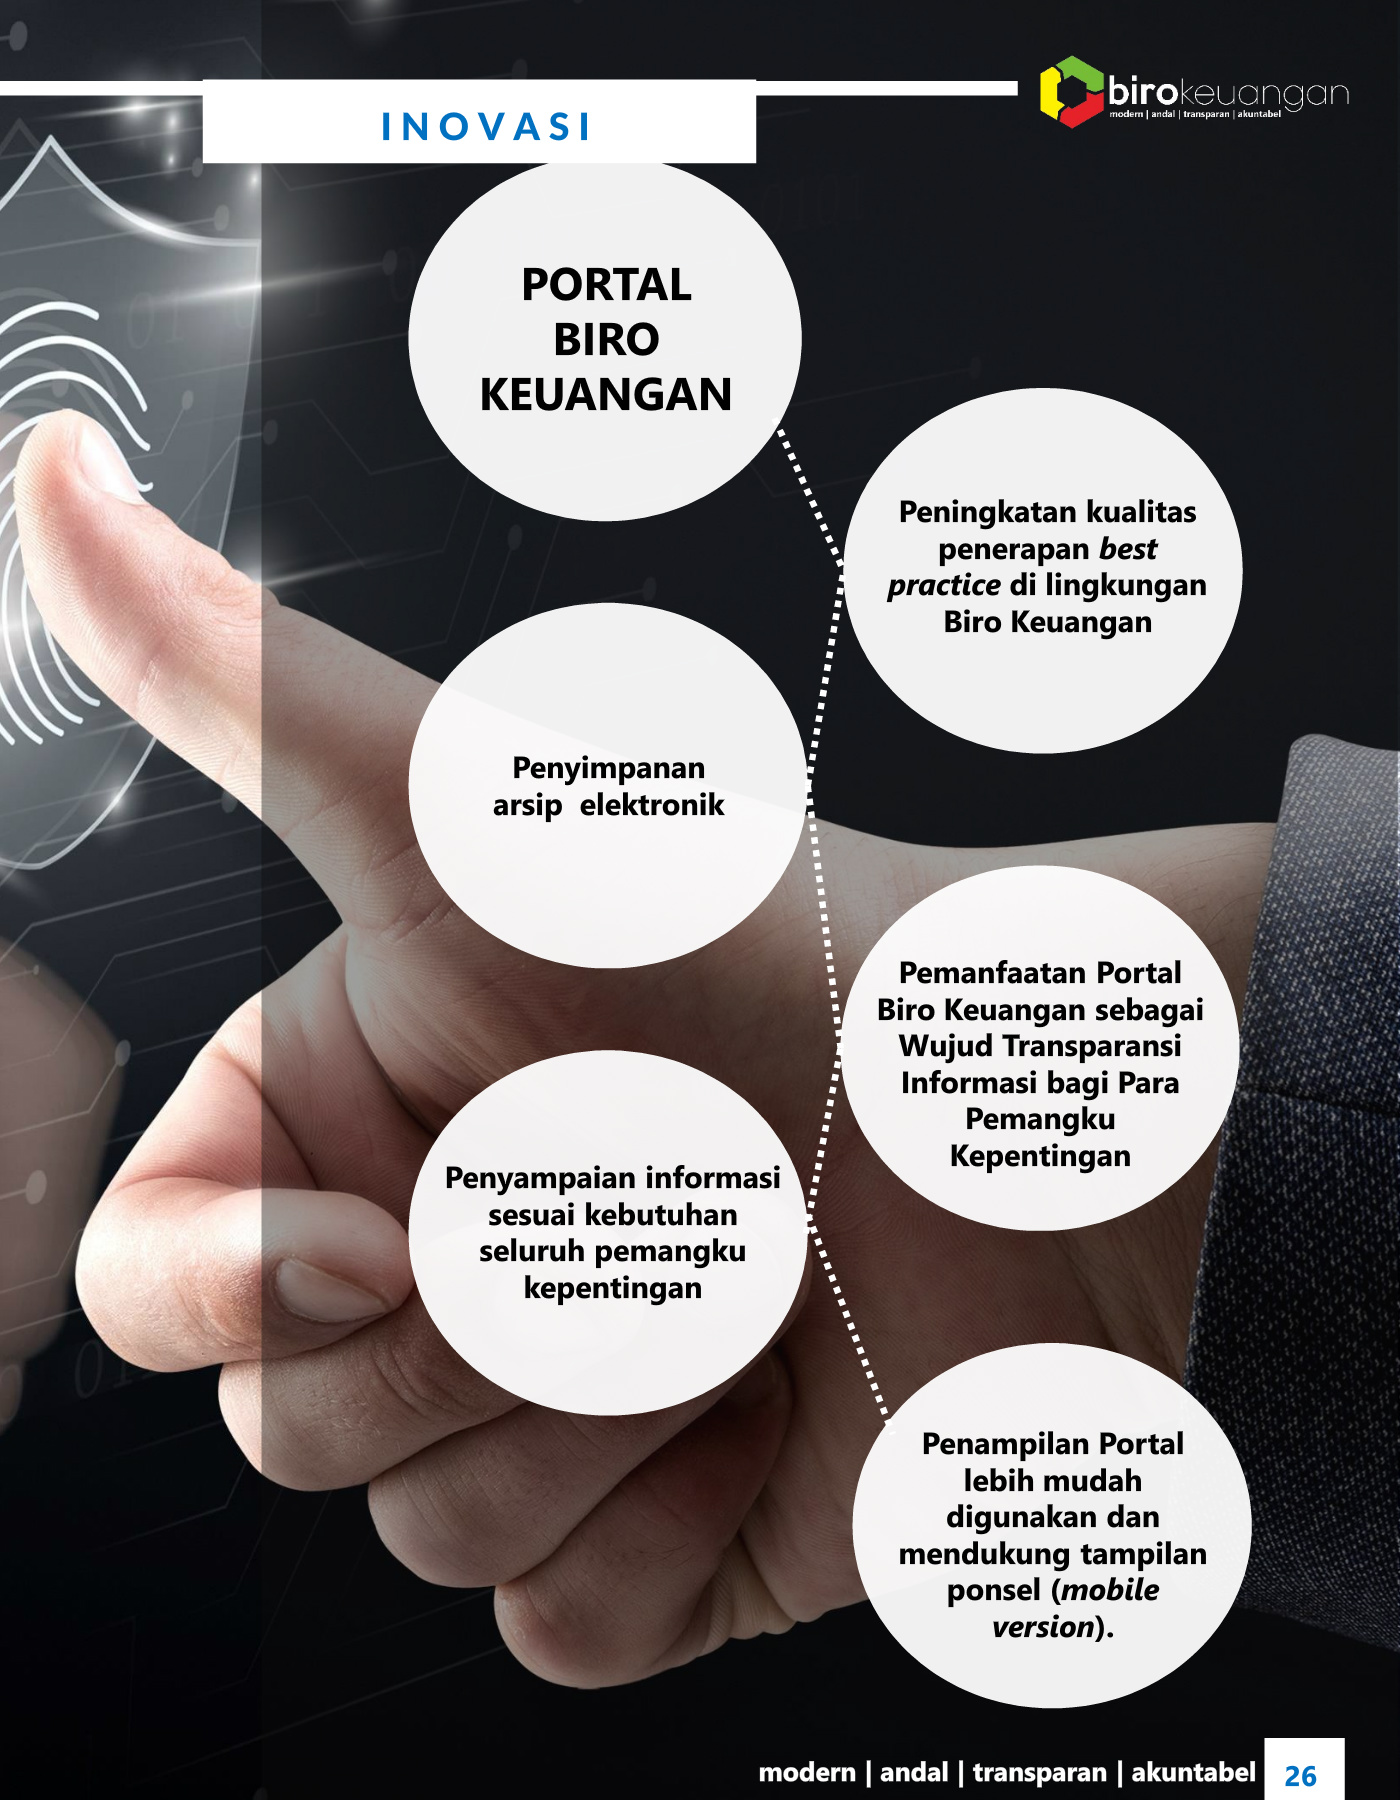 birokeuangan
modern | andal | transparan | akuntabel
INOVASI
PORTAL
BIRO
KEUANGAN
Peningkatan kualitas
penerapan best
practice di lingkungan
Biro Keuangan
Penyimpanan
arsip  elektronik
Pemanfaatan Portal
Biro Keuangan sebagai
Wujud Transparansi
Informasi bagi Para
Pemangku
Kepentingan
Penyampaian informasi
sesuai kebutuhan
seluruh pemangku
kepentingan
Penampilan Portal
lebih mudah
digunakan dan
mendukung tampilan
ponsel (mobile
version).
modern | andal | transparan | akuntabel
26